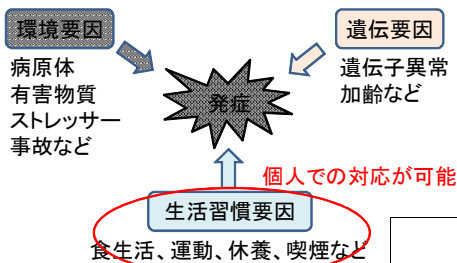 環境要因
病原体
有害物質
ストレッサー
事故など
遺伝要因
遺伝子異常
加齢など
発症
個人での対応が可能
生活習慣要因
食生活、運動、休養、喫煙など